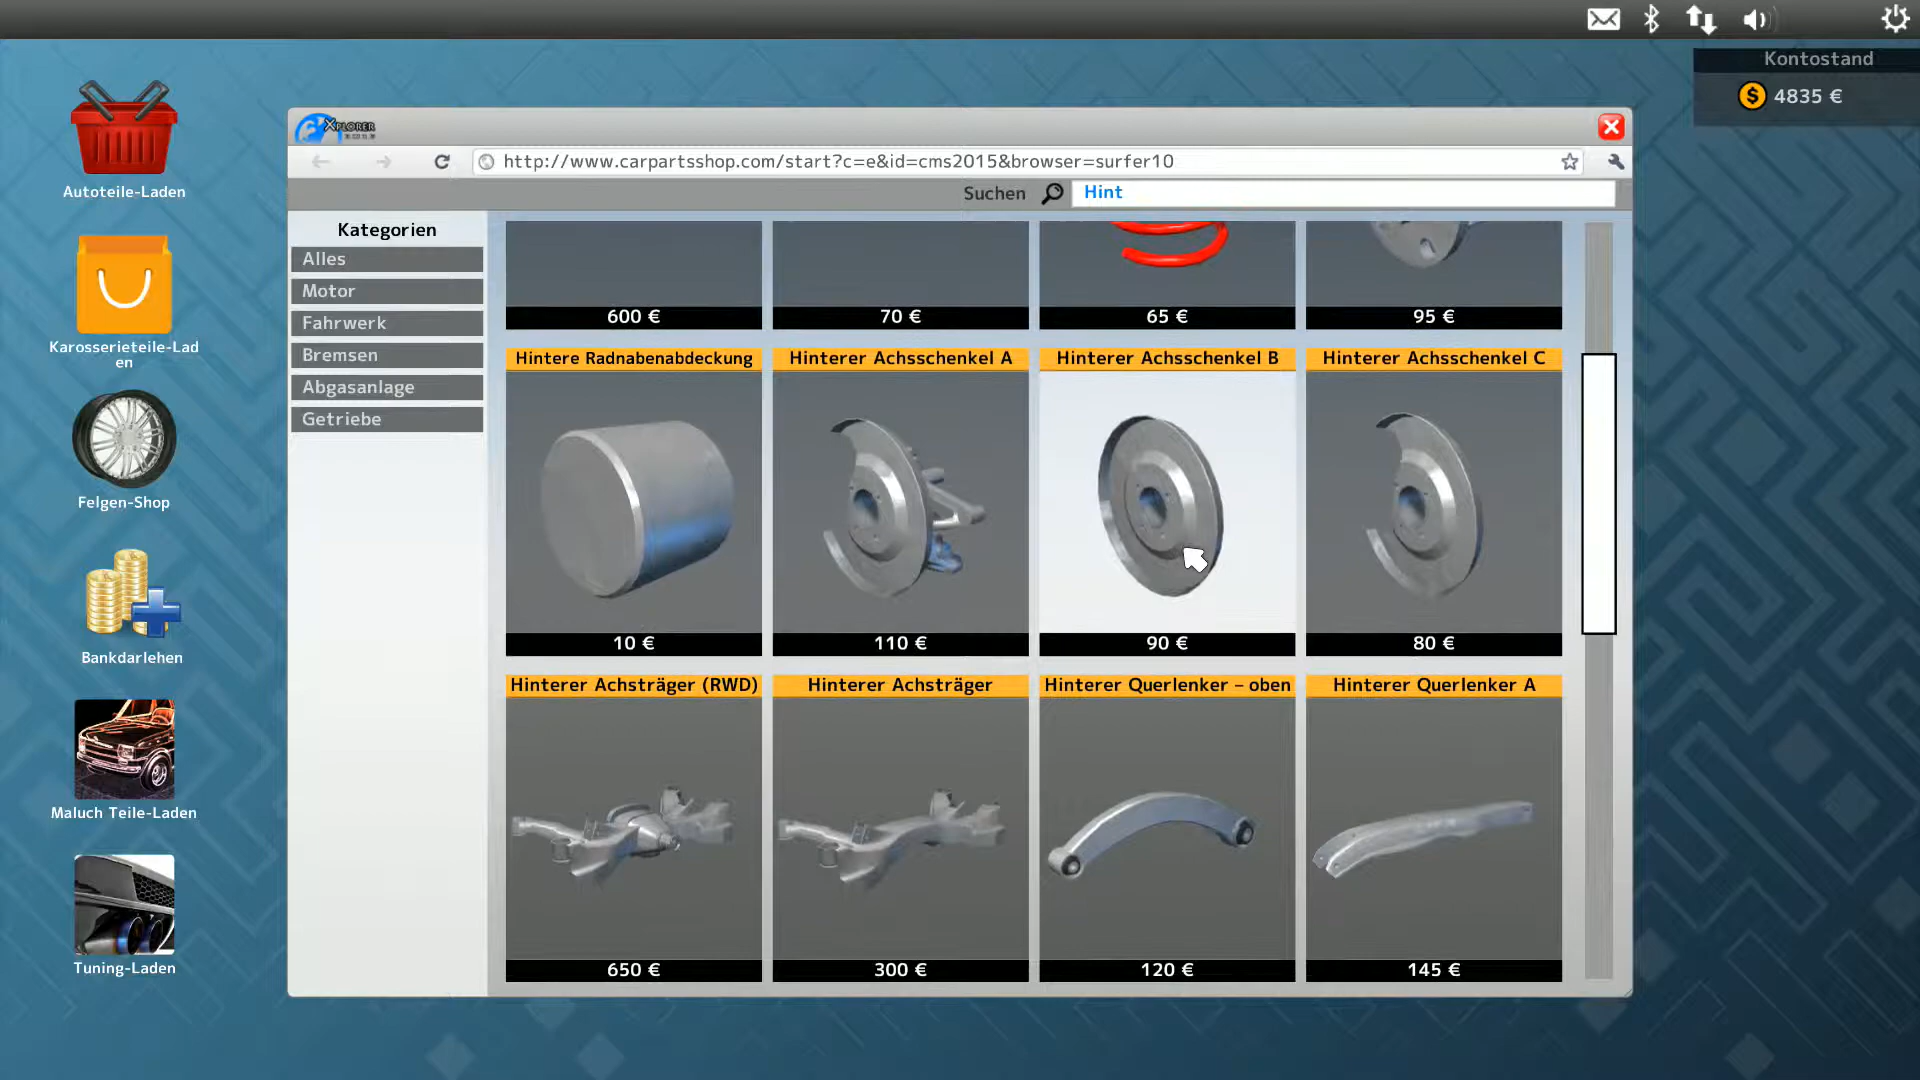 Kontostand
4835 €
Autoteile-Laden
Karosserieteile-Lad
en
Felgen-Shop
Bankdarlehen
Maluch Teile-Laden
Tuning-Laden
XPLORER
http://www.carpartsshop.com/start?c=e&id=cms2015&browser=surfer10
Suchen Hint
Kategorien
Alles
Motor
Fahrwerk
Bremsen
Abgasanlage
Getriebe
600 € 70 € 65 € 95 €
Hintere Radnabenabdeckung Hinterer Achsschenkel A Hinterer Achsschenkel B Hinterer Achsschenkel C
10 € 110 € 90 € 80 €
Hinterer Achsträger (RWD) Hinterer Achsträger Hinterer Querlenker – oben Hinterer Querlenker A
650 € 300 € 120 € 145 €